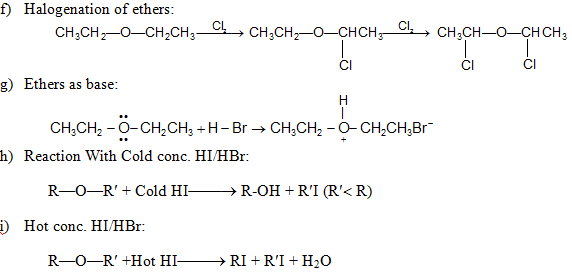 f) Halogenation of ethers:
CH₃CH₂—O—CH₂CH₃ —Cl₂→ CH₃CH₂—O—CHCH₃ —Cl₂→ CH₃CH—O—CHCH₃
Cl Cl Cl
g) Ethers as base:
H
CH₃CH₂ – Ö – CH₂CH₃ + H – Br → CH₃CH₂ – O – CH₂CH₃Br⁻
+
h) Reaction With Cold conc. HI/HBr:
R—O—R′ + Cold HI ⟶ R-OH + R'I (R'< R)
i) Hot conc. HI/HBr:
R—O—R′ +Hot HI ⟶ RI + R'I + H₂O